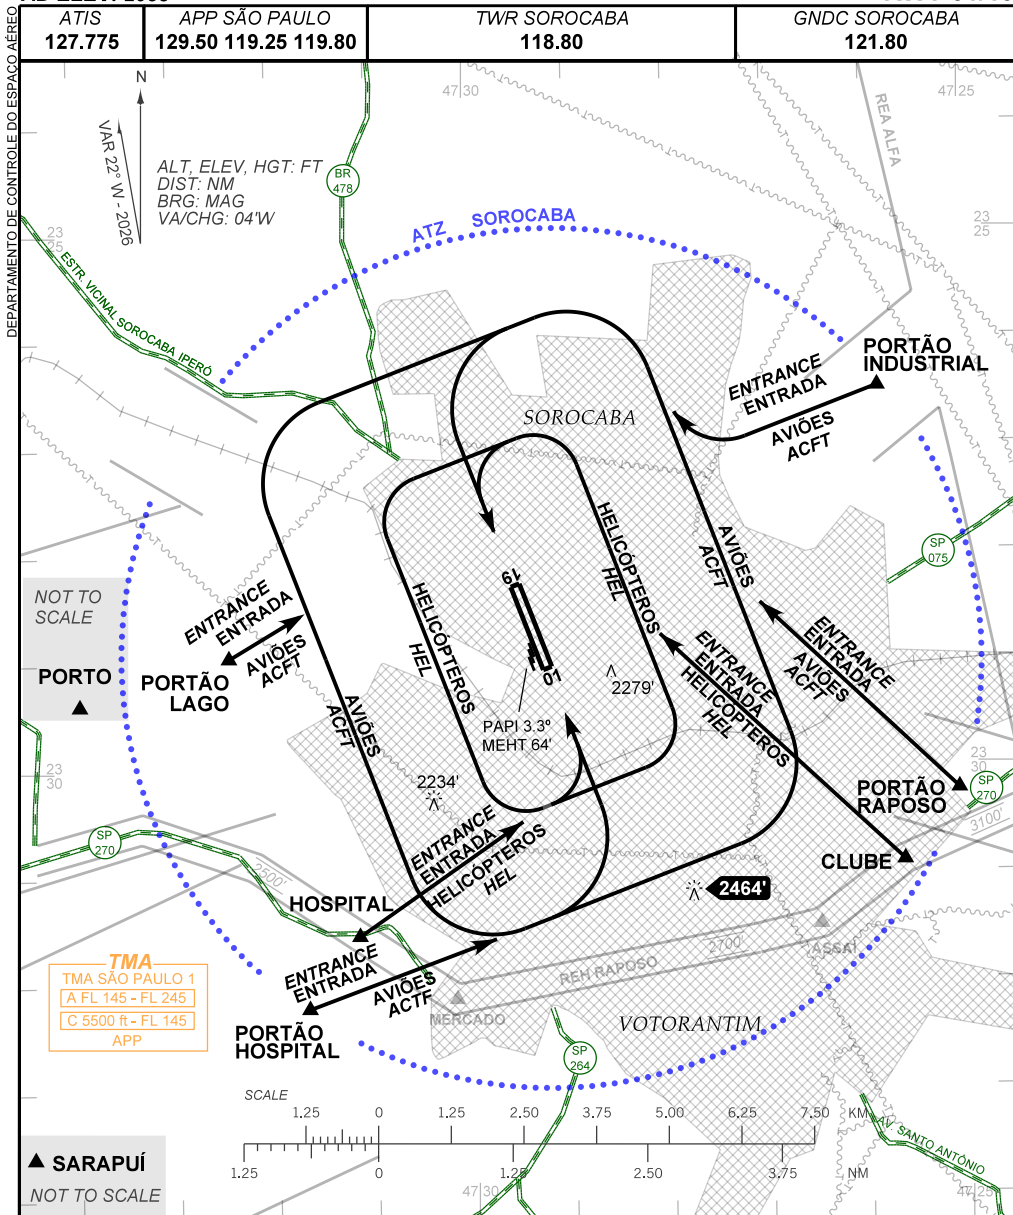 ATIS
127.775
APP SÃO PAULO
129.50 119.25 119.80
TWR SOROCABA
118.80
GNDC SOROCABA
121.80
DEPARTAMENTO DE CONTROLE DO ESPAÇO AÉREO
N
VAR 22° W - 2026
ALT, ELEV, HGT: FT
DIST: NM
BRG: MAG
VA/CHG: 04'W
47 30
47 25
BR
478
REA ALFA
23
25
23
25
ATZ SOROCABA
ESTR. VICINAL SOROCABA IPERÓ
PORTÃO
INDUSTRIAL
ENTRANCE
ENTRADA
AVIÕES
ACFT
SOROCABA
SP
075
HELICÓPTEROS
HEL
AVIÕES
ACFT
NOT TO
SCALE
PORTO
ENTRANCE
ENTRADA
AVIÕES
ACFT
PORTÃO
LAGO
HELICÓPTEROS
HEL
19
01
2279'
PAPI 3.3º
MEHT 64'
AVIÕES
ACFT
ENTRANCE
ENTRADA
HELICÓPTEROS
HEL
ENTRANCE
ENTRADA
AVIÕES
ACFT
23
30
23
30
2234'
PORTÃO
RAPOSO
SP
270
3100'
SP
270
2500'
ENTRANCE
ENTRADA
HELICÓPTEROS
HEL
CLUBE
2464'
HOSPITAL
ASSAÍ
2700'
REH RAPOSO
ENTRANCE
ENTRADA
AVIÕES
ACTF
MERCADO
PORTÃO
HOSPITAL
VOTORANTIM
TMA
TMA SÃO PAULO 1
A FL 145 - FL 245
C 5500 ft - FL 145
APP
SP
264
SCALE
1.25 0 1.25 2.50 3.75 5.00 6.25 7.50 KM
1.25 0 1.25 2.50 3.75 NM
AV. SANTO ANTÔNIO
SARAPUÍ
NOT TO SCALE
47 30
47 25